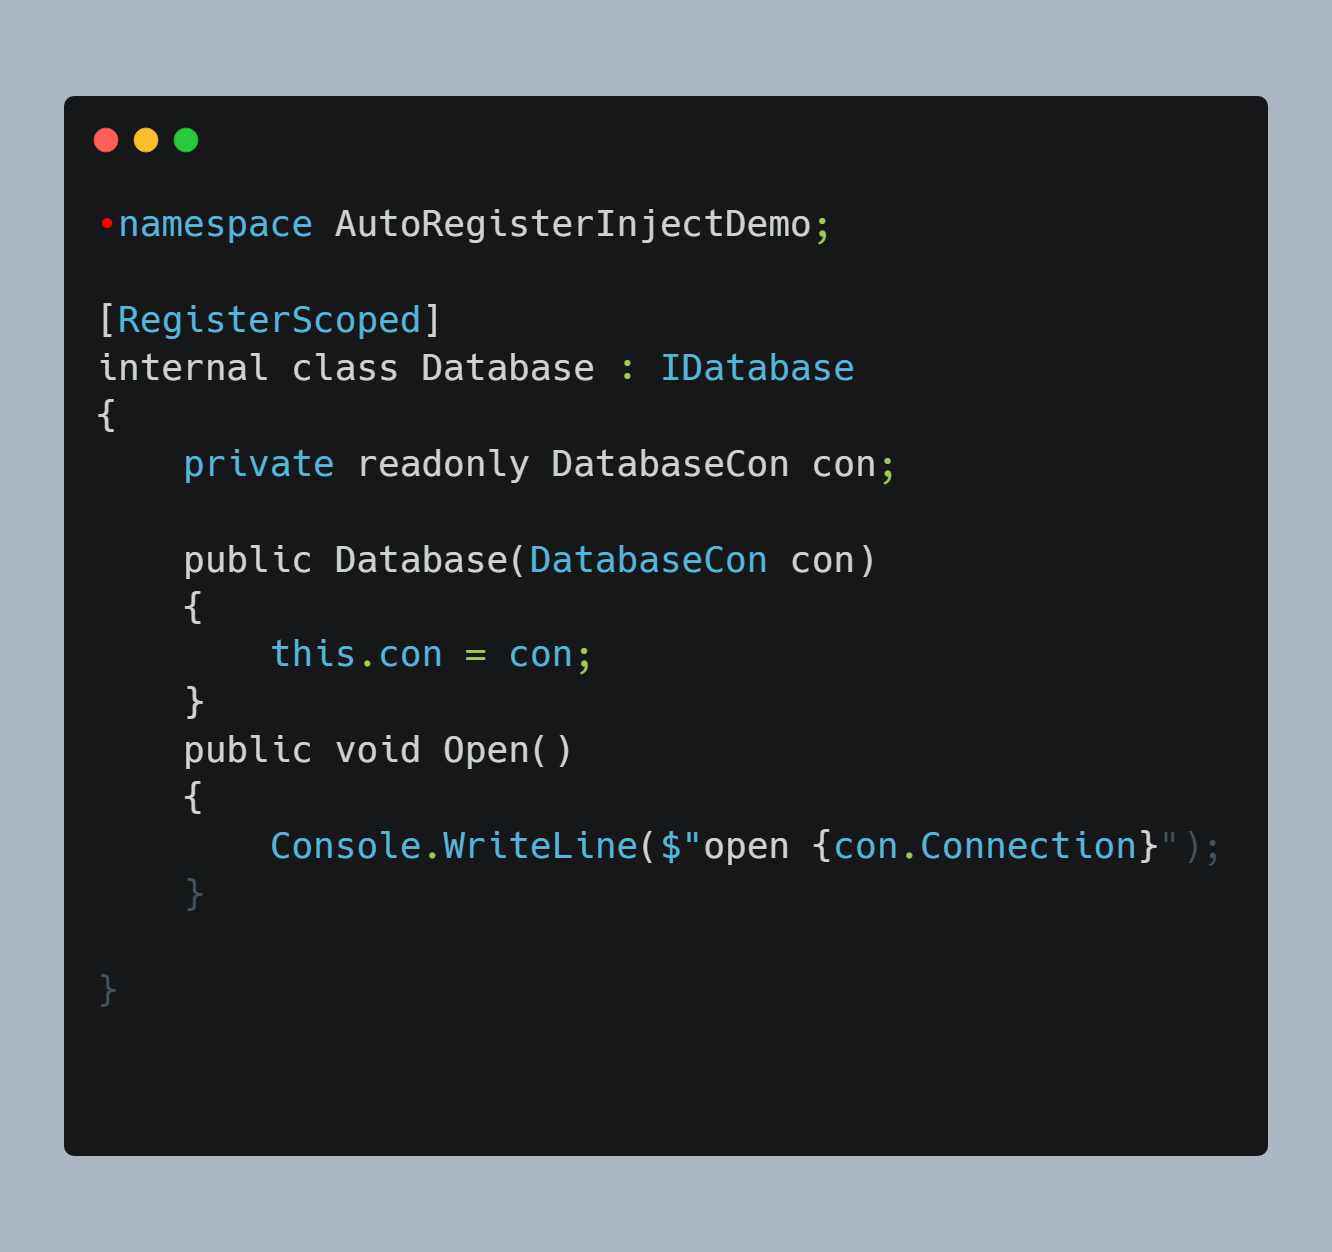 •namespace AutoRegisterInjectDemo;

[RegisterScoped]
internal class Database : IDatabase
{
    private readonly DatabaseCon con;

    public Database(DatabaseCon con)
    {
        this.con = con;
    }
    public void Open()
    {
        Console.WriteLine($"open {con.Connection}");
    }

}